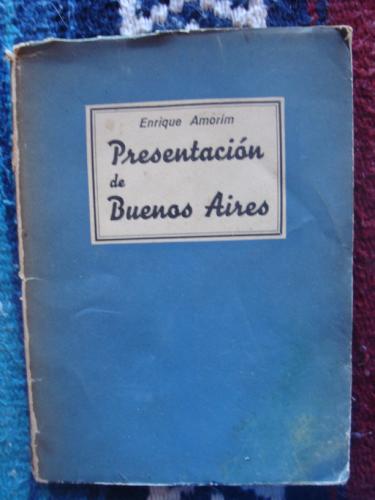 Enrique Amorim
Presentación
de
Buenos Aires